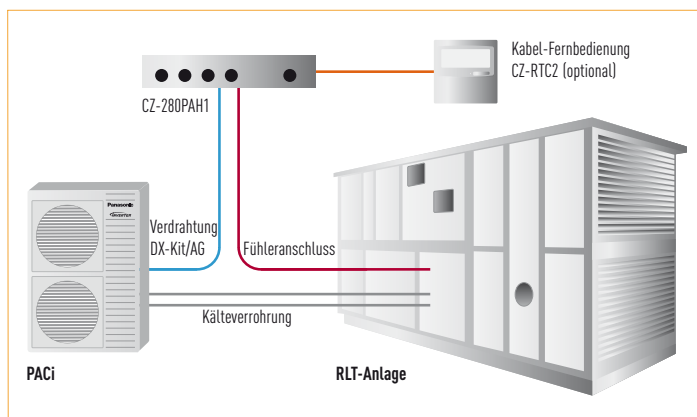 Kabel-Fernbedienung
CZ-RTC2 (optional)
CZ-280PAH1
Panasonic
INVERTER
Verdrahtung
DX-Kit/AG
Fühleranschluss
Kälteverrohrung
PACi
RLT-Anlage